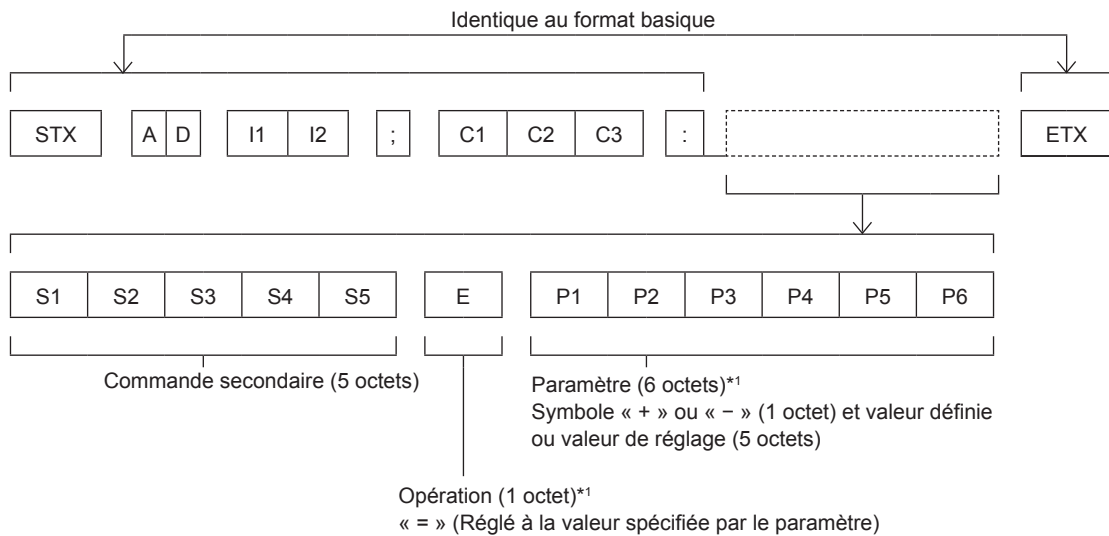 Identique au format basique
STX A D I1 I2 ; C1 C2 C3 : ETX
S1 S2 S3 S4 S5 E P1 P2 P3 P4 P5 P6
Commande secondaire (5 octets)
Paramètre (6 octets)*1
Symbole « + » ou « − » (1 octet) et valeur définie
ou valeur de réglage (5 octets)
Opération (1 octet)*1
« = » (Réglé à la valeur spécifiée par le paramètre)